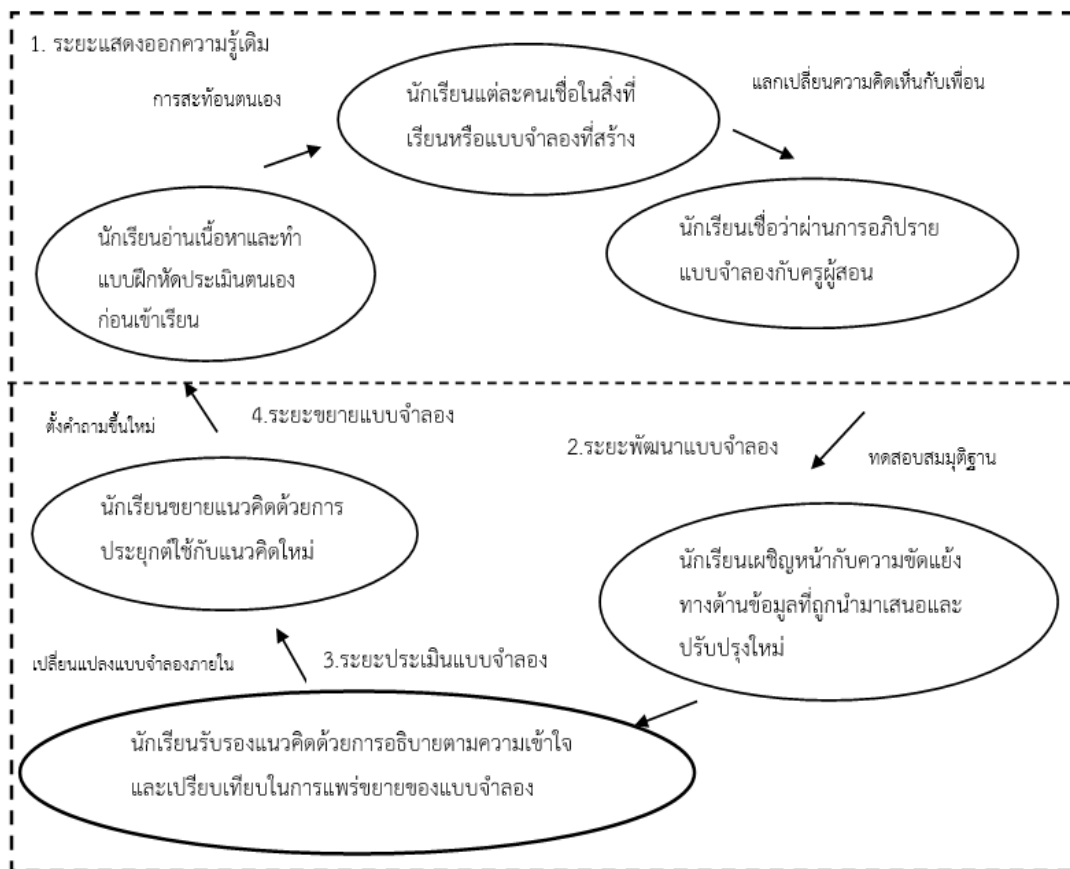 1. ระยะแสดงออกความรู้เดิม
การสะท้อนตนเอง
นักเรียนแต่ละคนเชื่อในสิ่งที่
เรียนหรือแบบจำลองที่สร้าง
แลกเปลี่ยนความคิดเห็นกับเพื่อน
นักเรียนอ่านเนื้อหาและทำ
แบบฝึกหัดประเมินตนเอง
ก่อนเข้าเรียน
นักเรียนเชื่อว่าผ่านการอภิปราย
แบบจำลองกับครูผู้สอน
ตั้งคำถามขึ้นใหม่
4.ระยะขยายแบบจำลอง
2.ระยะพัฒนาแบบจำลอง
ทดสอบสมมุติฐาน
นักเรียนขยายแนวคิดด้วยการ
ประยุกต์ใช้กับแนวคิดใหม่
นักเรียนเผชิญหน้ากับความขัดแย้ง
ทางด้านข้อมูลที่ถูกนำมาเสนอและ
ปรับปรุงใหม่
เปลี่ยนแปลงแบบจำลองภายใน
3.ระยะประเมินแบบจำลอง
นักเรียนรับรองแนวคิดด้วยการอธิบายตามความเข้าใจ
และเปรียบเทียบในการแพร่ขยายของแบบจำลอง